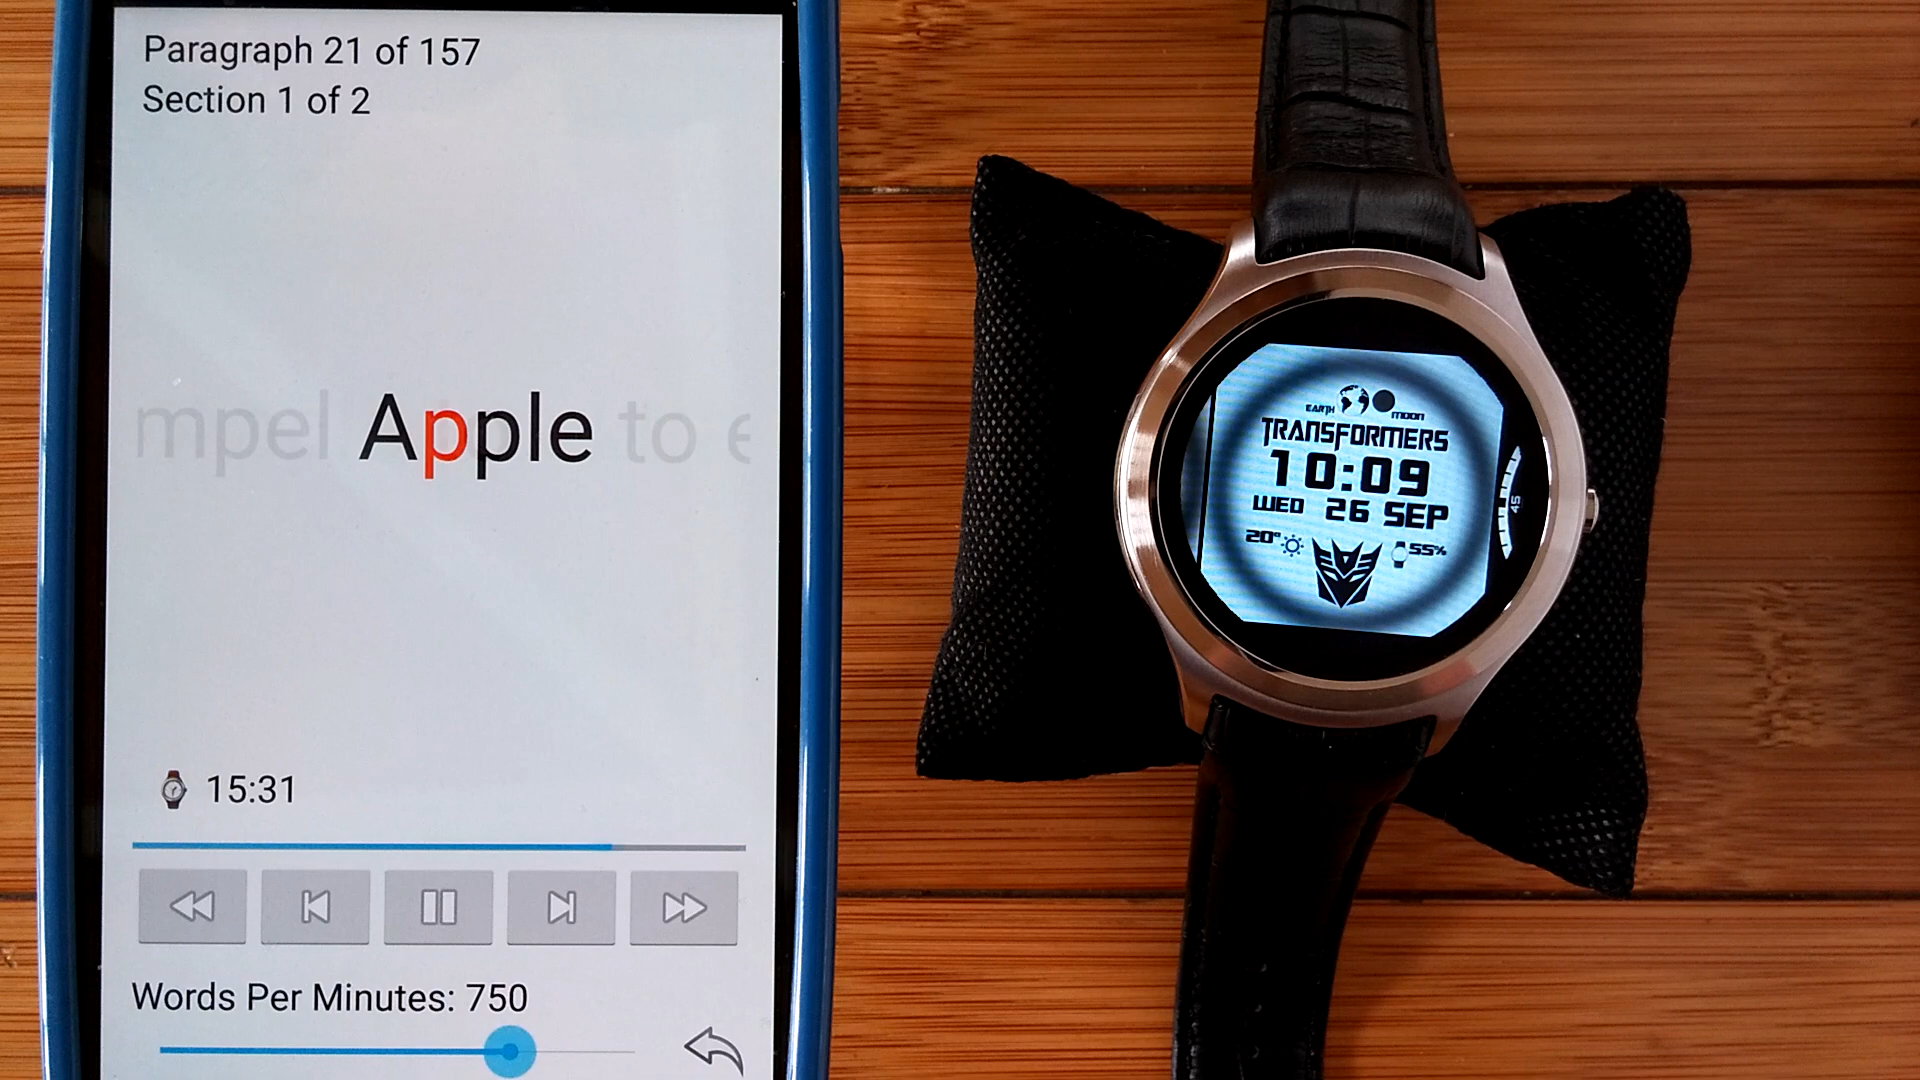 Paragraph 21 of 157
Section 1 of 2
mpel Apple to e
15:31
Words Per Minutes: 750
EARTH MOON
TRANSFORMERS
10:09
WED 26 SEP
20° 55%
45